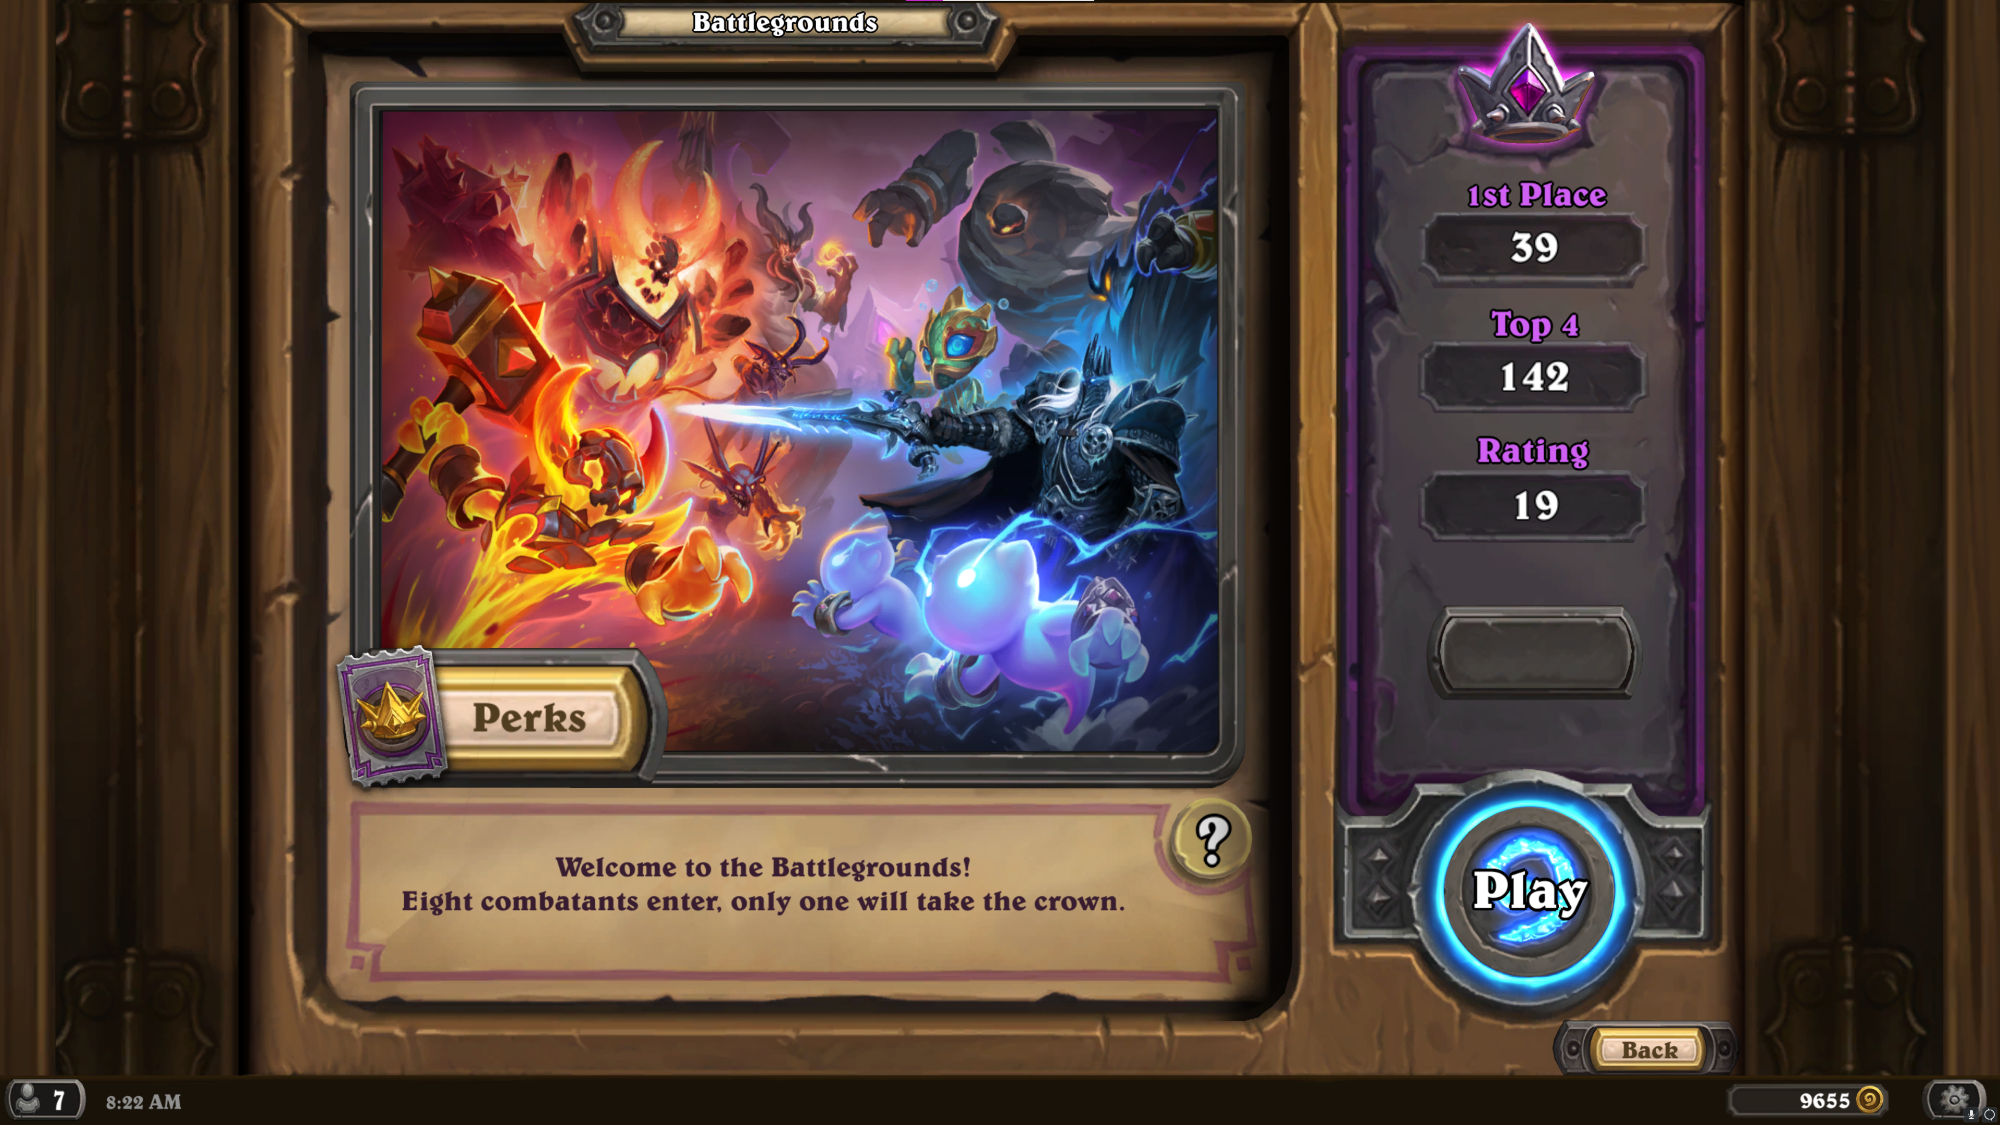 Battlegrounds
1st Place
39
Top 4
142
Rating
19
Perks
?
Welcome to the Battlegrounds!
Eight combatants enter, only one will take the crown.
Play
Back
7
8:22 AM
9655